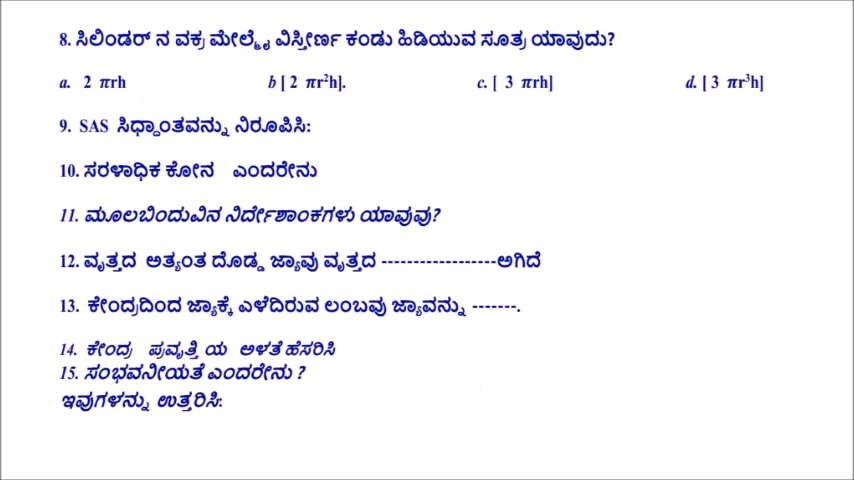 8. ಸಿಲಿಂಡರ್ ನ ವಕ್ರ ಮೇಲ್ಮೈ ವಿಸ್ತೀರ್ಣ ಕಂಡು ಹಿಡಿಯುವ ಸೂತ್ರ ಯಾವುದು?
a. 2 πrh b [ 2 πr²h]. c. [ 3 πrh] d. [ 3 πr³h]
9. SAS ಸಿಧ್ಧಾಂತವನ್ನು ನಿರೂಪಿಸಿ:
10. ಸರಳಾಧಿಕ ಕೋನ ಎಂದರೇನು
11. ಮೂಲಬಿಂದುವಿನ ನಿರ್ದೇಶಾಂಕಗಳು ಯಾವುವು?
12. ವೃತ್ತದ ಅತ್ಯಂತ ದೊಡ್ಡ ಜ್ಯಾವು ವೃತ್ತದ ------------------ಅಗಿದೆ
13. ಕೇಂದ್ರದಿಂದ ಜ್ಯಾಕ್ಕೆ ಎಳೆದಿರುವ ಲಂಬವು ಜ್ಯಾವನ್ನು -------.
14. ಕೇಂದ್ರ ಪ್ರವೃತ್ತಿ ಯ ಅಳತೆ ಹೆಸರಿಸಿ
15. ಸಂಭವನೀಯತೆ ಎಂದರೇನು ?
ಇವುಗಳನ್ನು ಉತ್ತರಿಸಿ: